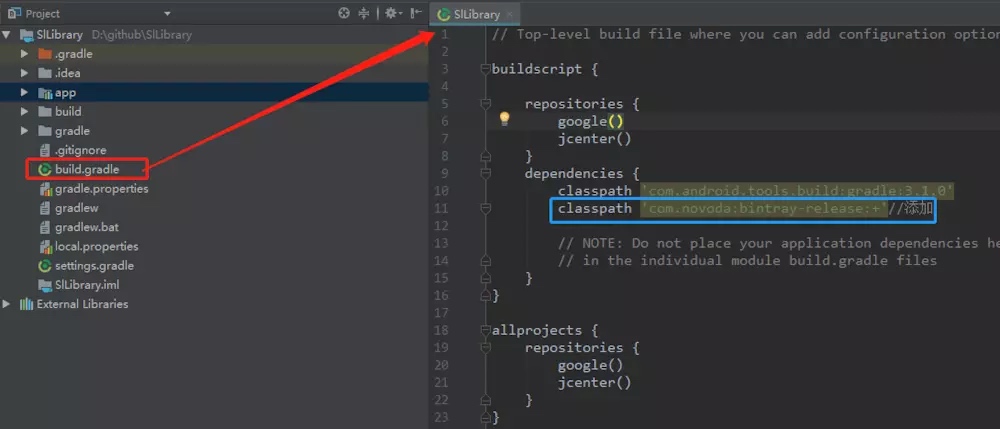 Project
SlLibrary D:\github\SlLibrary
.gradle
.idea
app
build
gradle
.gitignore
build.gradle
gradle.properties
gradlew
gradlew.bat
local.properties
settings.gradle
SlLibrary.iml
External Libraries
SlLibrary
1 // Top-level build file where you can add configuration option
2
3 buildscript {
4
5 repositories {
6 google()
7 jcenter()
8 }
9 dependencies {
10 classpath 'com.android.tools.build:gradle:3.1.0'
11 classpath 'com.novoda:bintray-release:+'//添加
12
13 // NOTE: Do not place your application dependencies he
14 // in the individual module build.gradle files
15 }
16 }
17
18 allprojects {
19 repositories {
20 google()
21 jcenter()
22 }
23 }